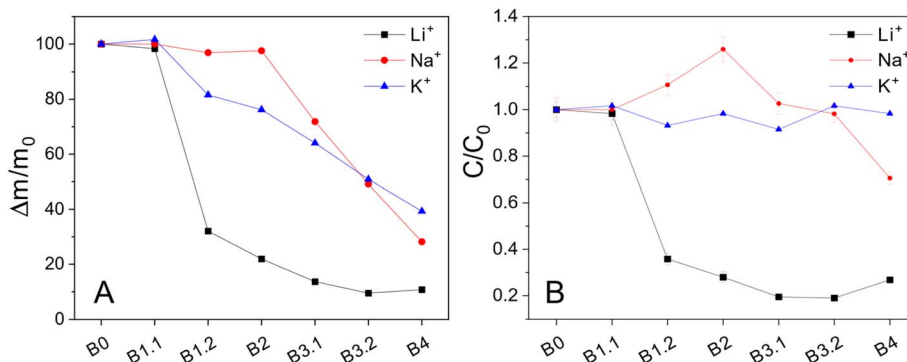 Δm/m₀
100
80
60
40
20
0
Li⁺
Na⁺
K⁺
A
B0
B1.1
B1.2
B2
B3.1
B3.2
B4
C/C₀
1.4
1.2
1.0
0.8
0.6
0.4
0.2
Li⁺
Na⁺
K⁺
B
B0
B1.1
B1.2
B2
B3.1
B3.2
B4